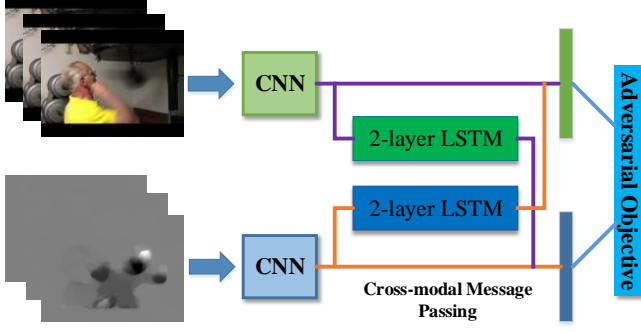 CNN
2-layer LSTM
2-layer LSTM
CNN
Cross-modal Message
Passing
Adversarial Objective